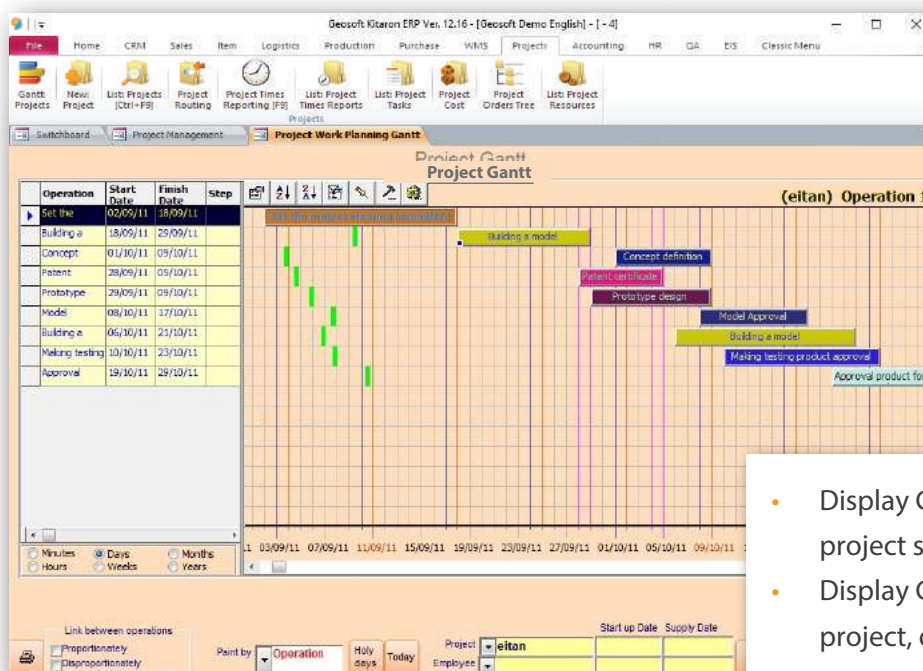 Geosoft Kitaron ERP Ver. 12.16 - [Geosoft Demo English] - [ - 4]
File Home CRM Sales Item Logistics Production Purchase WMS Projects Accounting HR QA EIS Classic Menu
Gantt Projects
New: Project
List: Projects [Ctrl+F9]
Project Routing
Project Times Reporting [F9]
List: Project Times Reports
List: Project Tasks
Project Cost
Project Orders Tree
List: Project Resources
Projects
Switchboard Project Management Project Work Planning Gantt
Project Gantt
Project Gantt
Operation Start Date Finish Date Step
(eitan) Operation
Set the 02/09/11 18/09/11
Building a 18/09/11 29/09/11
Concept 01/10/11 09/10/11
Patent 28/09/11 05/10/11
Prototype 29/09/11 09/10/11
Model 08/10/11 17/10/11
Building a 06/10/11 21/10/11
Making testing 10/10/11 23/10/11
Approval 19/10/11 29/10/11
Building a model
Concept definition
Patent certificate
Prototype design
Model Approval
Building a model
Making testing product approval
Approval product for
03/09/11 07/09/11 11/09/11 15/09/11 19/09/11 23/09/11 27/09/11 01/10/11 05/10/11 09/10/11
Minutes Days Months
Hours Weeks Years
Display
project
Display
project,
Link between operations
Proportionately
Disproportionately
Paint by Operation
Holy days
Today
Project eitan
Employee
Start up Date Supply Date